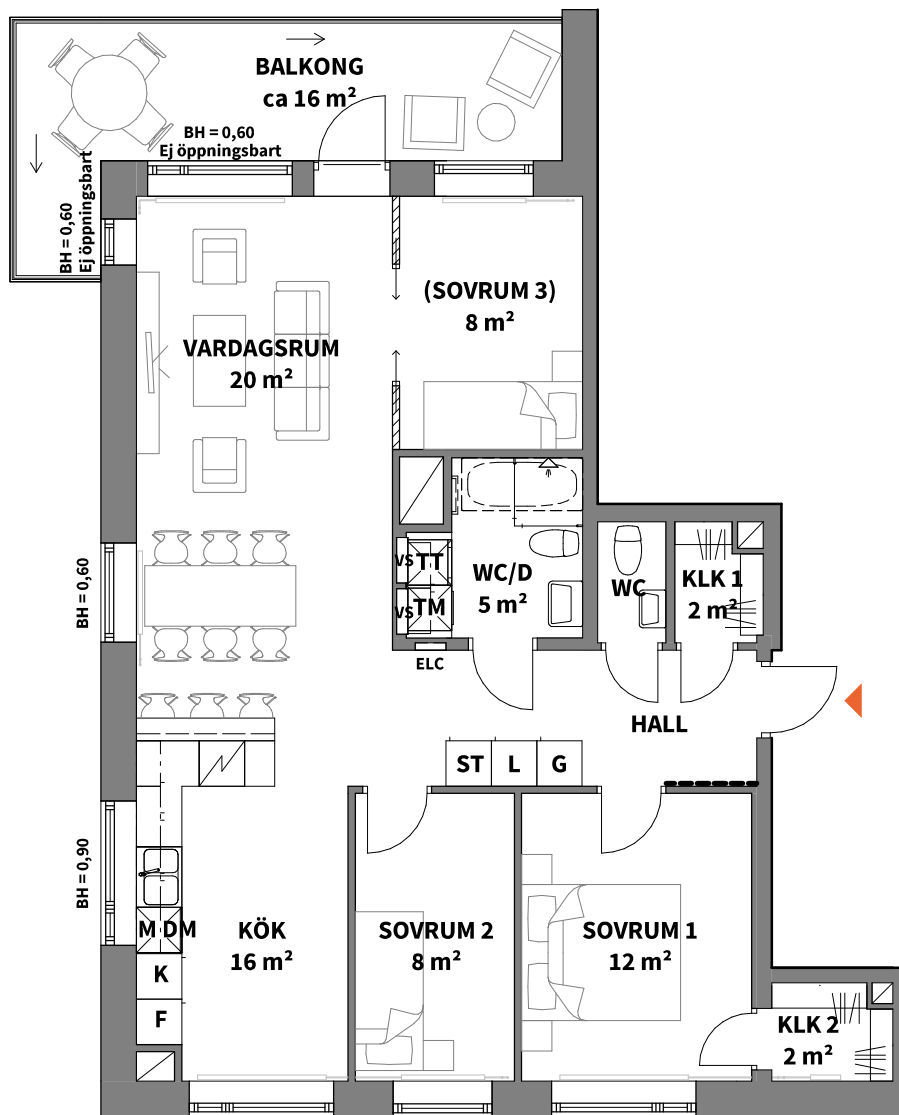 BALKONG
ca 16 m²
BH = 0,60
Ej öppningsbart
BH = 0,60
Ej öppningsbart
(SOVRUM 3)
8 m²
VARDAGSRUM
20 m²
VS TT
VS TM
ELC
WC/D
5 m²
WC
KLK 1
2 m²
BH = 0,60
HALL
ST L G
BH = 0,90
M DM
K
F
KÖK
16 m²
SOVRUM 2
8 m²
SOVRUM 1
12 m²
KLK 2
2 m²